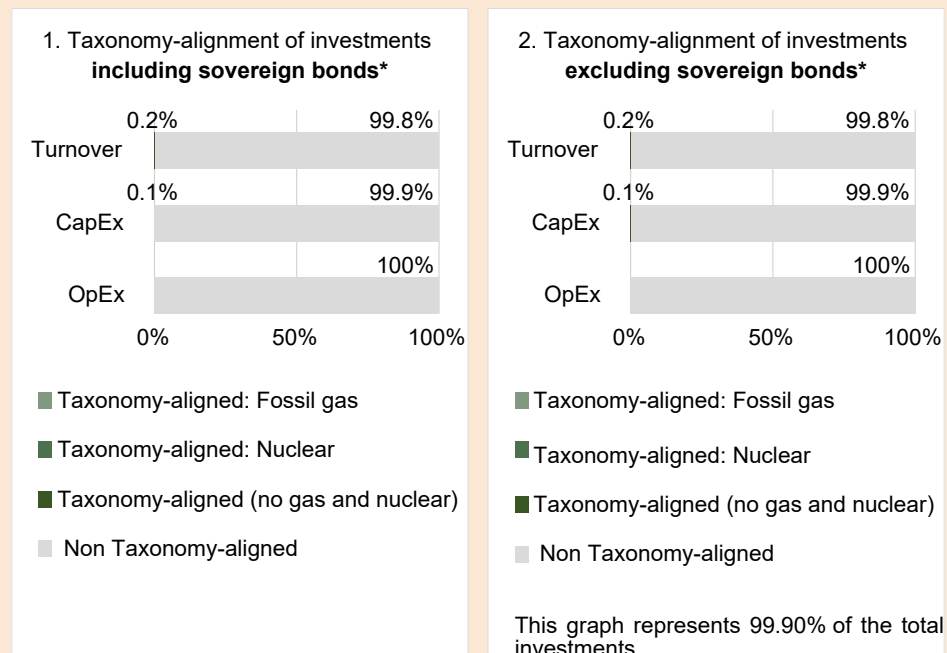 1. Taxonomy-alignment of investments
including sovereign bonds*
0.2% 99.8%
Turnover
0.1% 99.9%
CapEx
100%
OpEx
0% 50% 100%
Taxonomy-aligned: Fossil gas
Taxonomy-aligned: Nuclear
Taxonomy-aligned (no gas and nuclear)
Non Taxonomy-aligned
2. Taxonomy-alignment of investments
excluding sovereign bonds*
0.2% 99.8%
Turnover
0.1% 99.9%
CapEx
100%
OpEx
0% 50% 100%
Taxonomy-aligned: Fossil gas
Taxonomy-aligned: Nuclear
Taxonomy-aligned (no gas and nuclear)
Non Taxonomy-aligned
This graph represents 99.90% of the total
investments